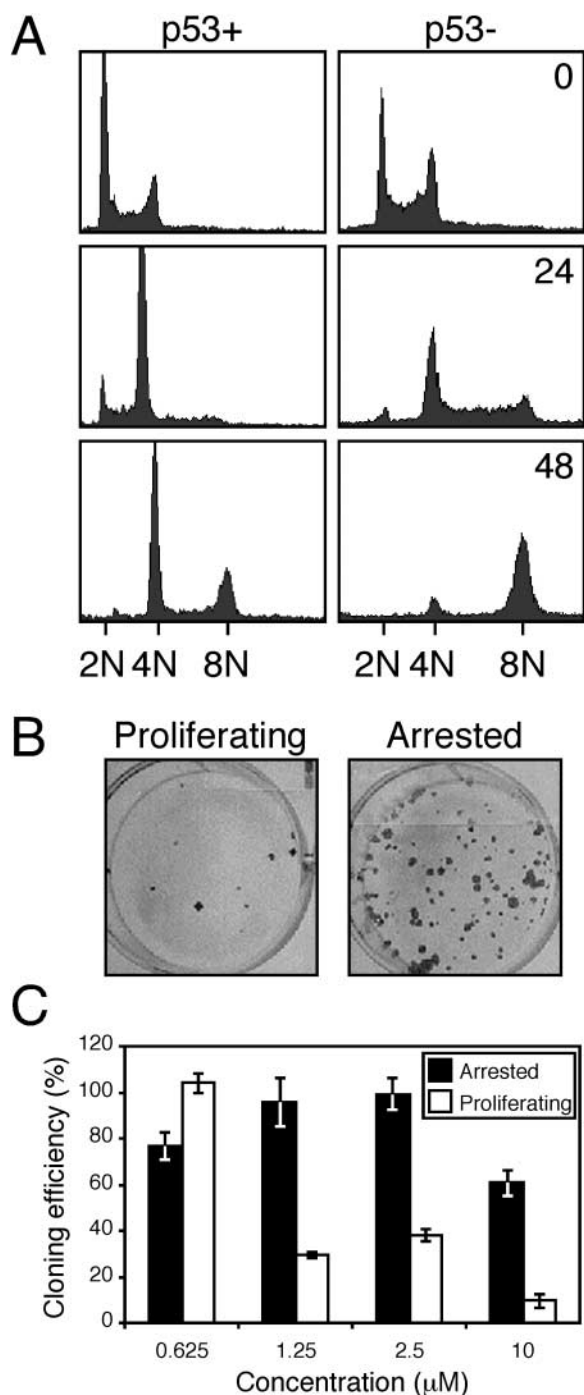 A
p53+ p53-
0
24
48
2N 4N 8N 2N 4N 8N
B
Proliferating Arrested
C
Cloning efficiency (%)
120
100
80
60
40
20
0
Arrested
Proliferating
0.625 1.25 2.5 10
Concentration (μM)